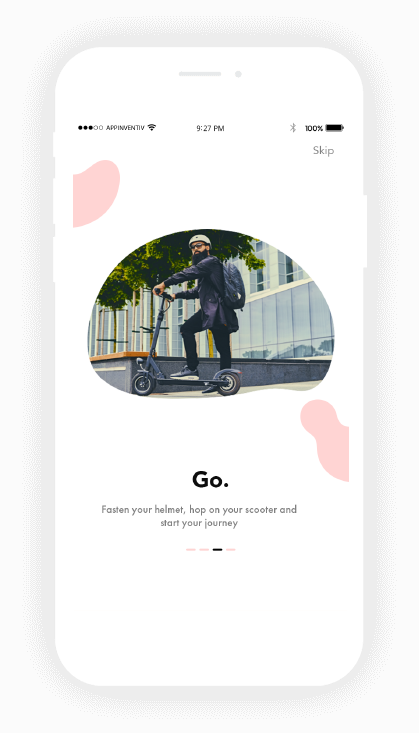 APPINVENTIV 9:27 PM 100%
Skip
Go.
Fasten your helmet, hop on your scooter and
start your journey